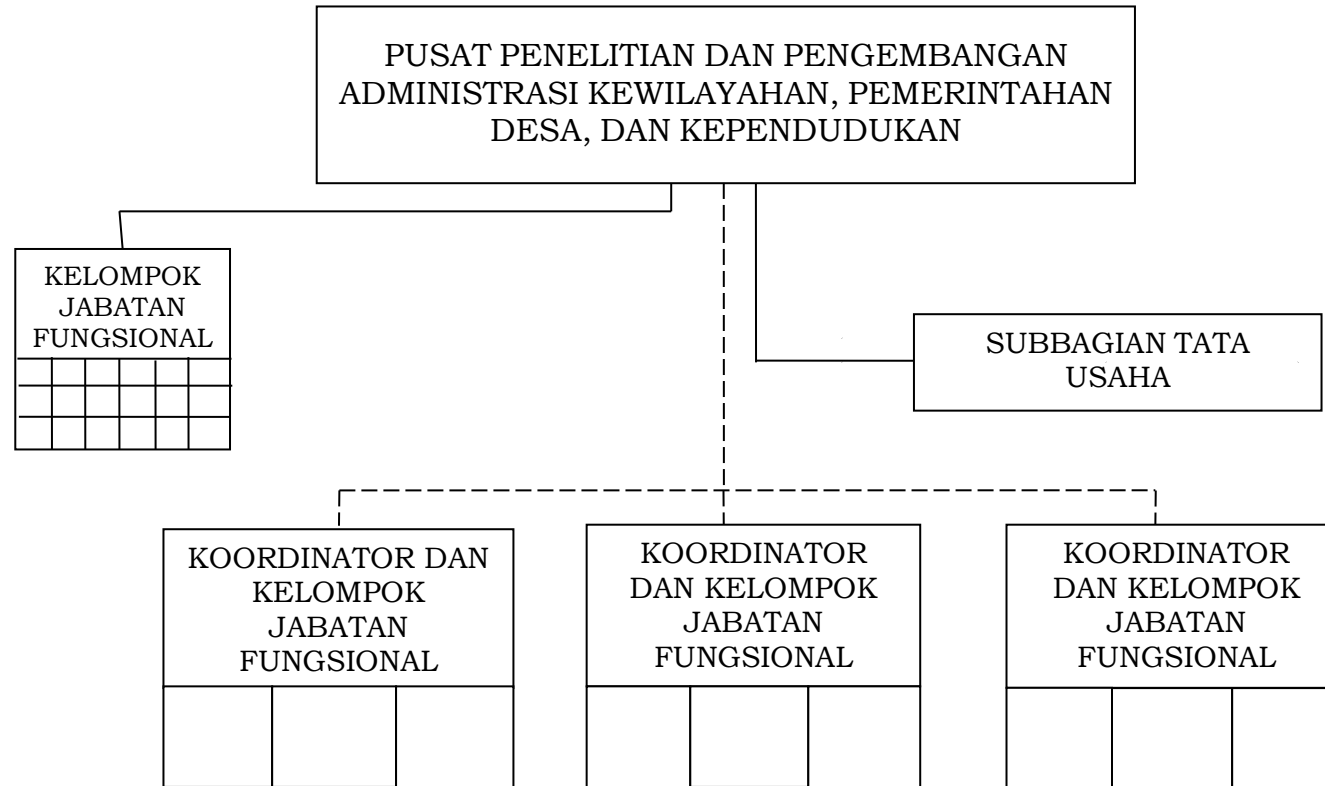 PUSAT PENELITIAN DAN PENGEMBANGAN
ADMINISTRASI KEWILAYAHAN, PEMERINTAHAN
DESA, DAN KEPENDUDUKAN
KELOMPOK
JABATAN
FUNGSIONAL
SUBBAGIAN TATA
USAHA
KOORDINATOR DAN
KELOMPOK
JABATAN
FUNGSIONAL
KOORDINATOR
DAN KELOMPOK
JABATAN
FUNGSIONAL
KOORDINATOR
DAN KELOMPOK
JABATAN
FUNGSIONAL